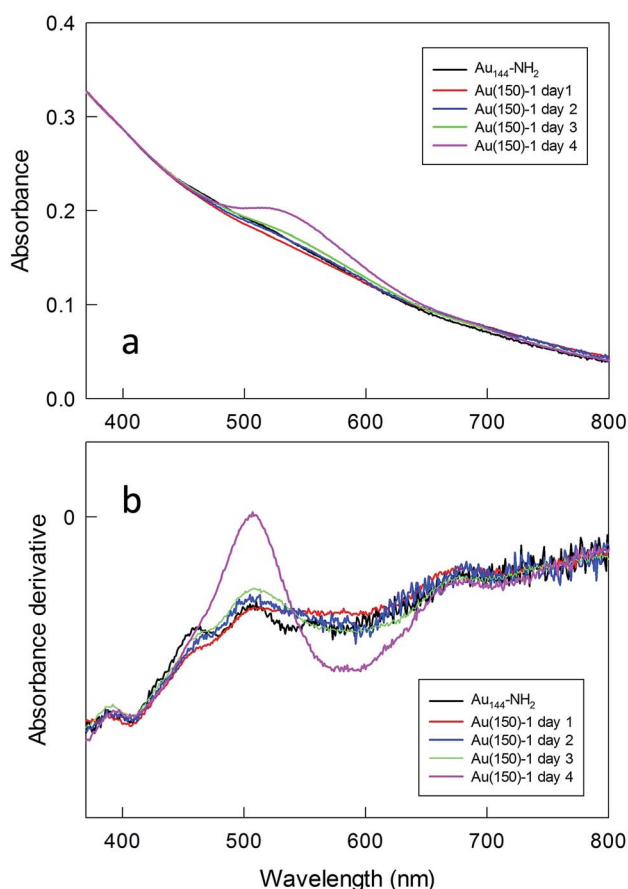 0.4
0.3
0.2
0.1
0.0
Absorbance
a
Au₁₄₄-NH₂
Au(150)-1 day1
Au(150)-1 day 2
Au(150)-1 day 3
Au(150)-1 day 4
400 500 600 700 800
b
0
Absorbance derivative
Au₁₄₄-NH₂
Au(150)-1 day 1
Au(150)-1 day 2
Au(150)-1 day 3
Au(150)-1 day 4
400 500 600 700 800
Wavelength (nm)